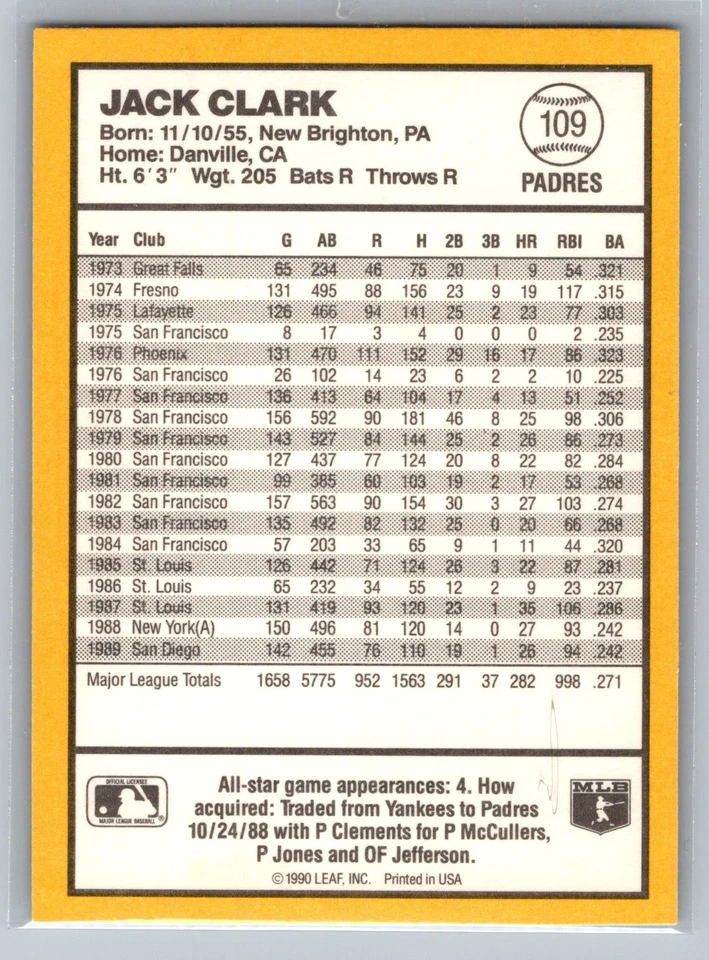 JACK CLARK
Born: 11/10/55, New Brighton, PA
Home: Danville, CA
Ht. 6'3" Wgt. 205 Bats R Throws R
109
PADRES
Year Club G AB R H 2B 3B HR RBI BA
1973 Great Falls 65 234 46 75 20 1 9 54 .321
1974 Fresno 131 495 88 156 23 9 19 117 .315
1975 Lafayette 126 466 94 141 25 2 23 77 .303
1975 San Francisco 8 17 3 4 0 0 0 2 .235
1976 Phoenix 131 470 111 152 29 16 17 86 .323
1976 San Francisco 26 102 14 23 6 2 2 10 .225
1977 San Francisco 136 413 64 104 17 4 13 51 .252
1978 San Francisco 156 592 90 181 46 8 25 98 .306
1979 San Francisco 143 527 84 144 25 2 26 86 .273
1980 San Francisco 127 437 77 124 20 8 22 82 .284
1981 San Francisco 99 385 60 103 19 2 17 53 .268
1982 San Francisco 157 563 90 154 30 3 27 103 .274
1983 San Francisco 135 492 82 132 25 0 20 66 .268
1984 San Francisco 57 203 33 65 9 1 11 44 .320
1985 St. Louis 126 442 71 124 26 3 22 87 .281
1986 St. Louis 65 232 34 55 12 2 9 23 .237
1987 St. Louis 131 419 93 120 23 1 35 106 .286
1988 New York(A) 150 496 81 120 14 0 27 93 .242
1989 San Diego 142 455 76 110 19 1 26 94 .242
Major League Totals 1658 5775 952 1563 291 37 282 998 .271
OFFICIAL LICENSEE
MAJOR LEAGUE BASEBALL®
All-star game appearances: 4. How
acquired: Traded from Yankees to Padres
10/24/88 with P Clements for P McCullers,
P Jones and OF Jefferson.
MLB
©1990 LEAF, INC. Printed in USA